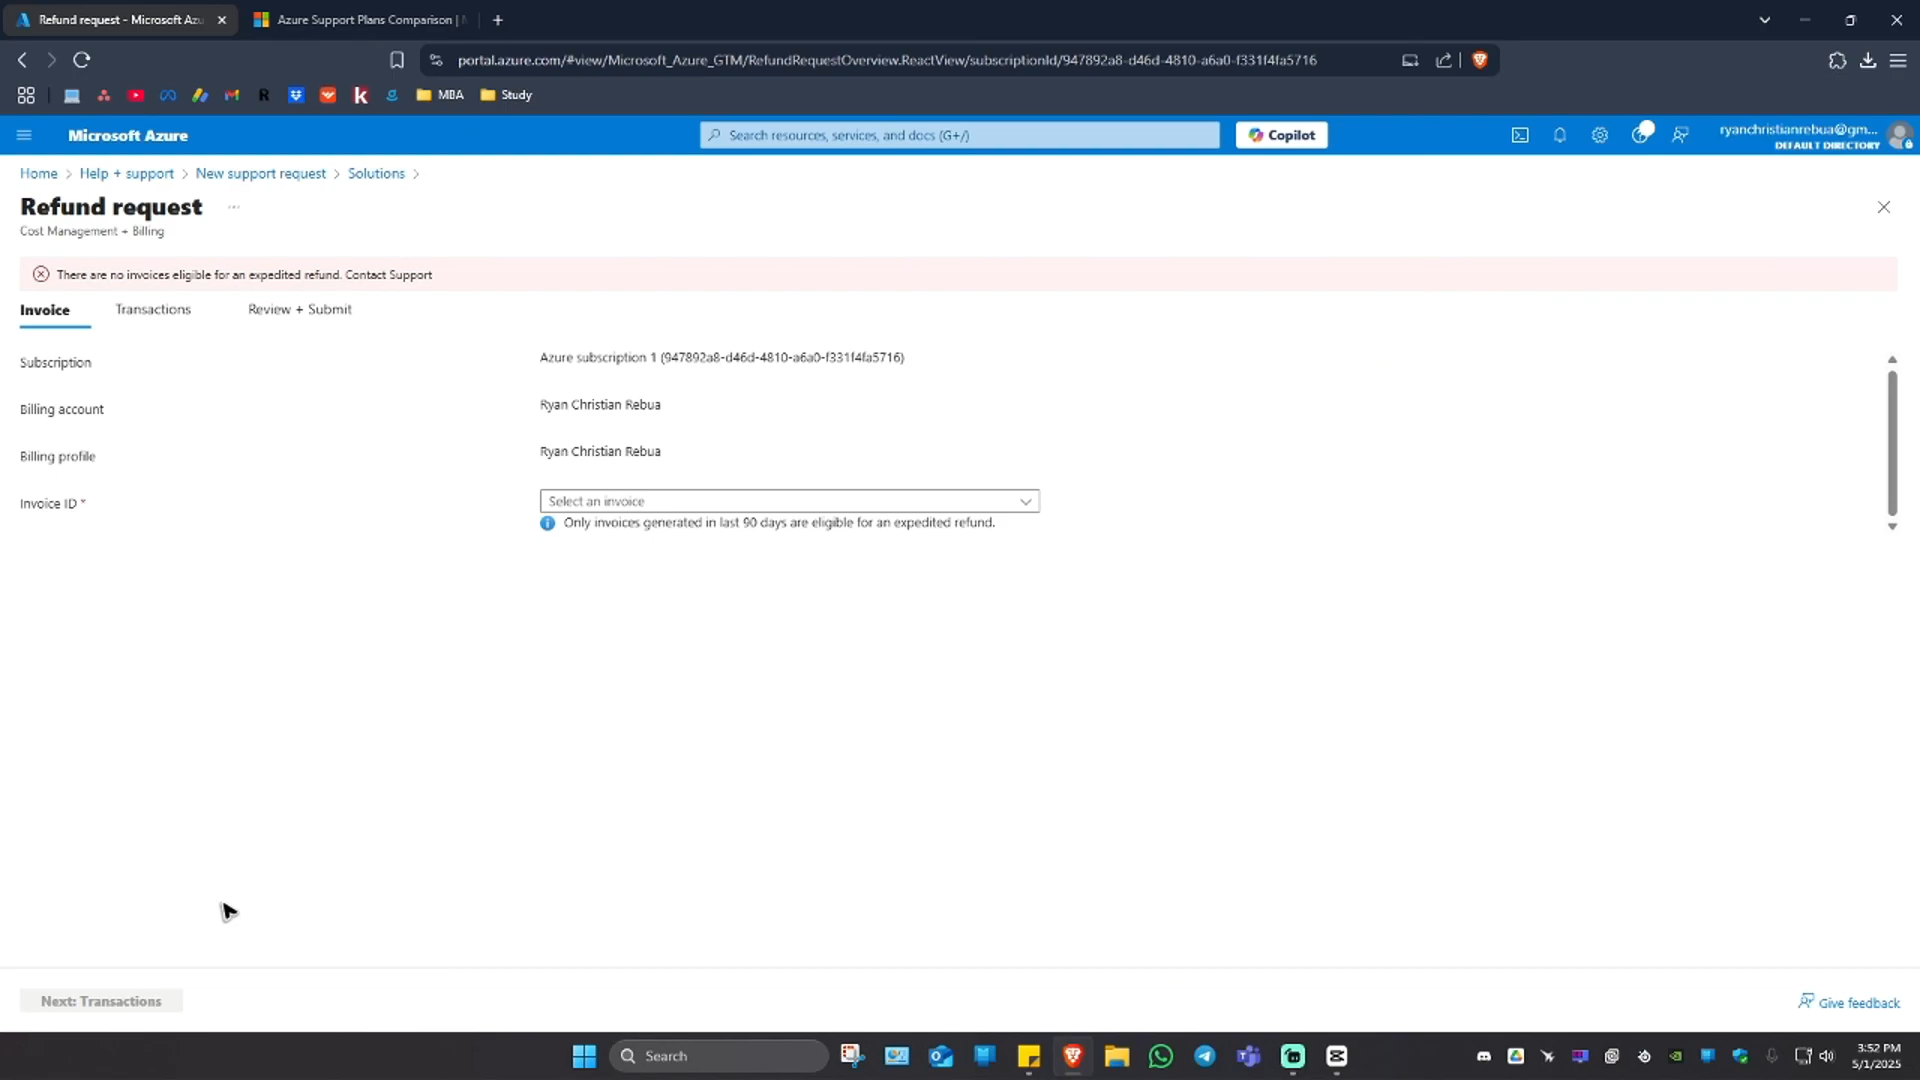 Refund request - Microsoft Azu
Azure Support Plans Comparison |
portal.azure.com/#view/Microsoft_Azure_GTM/RefundRequestOverview.ReactView/subscriptionId/947892a8-d46d-4810-a6a0-f331f4fa5716
MBA
Study
Microsoft Azure
Search resources, services, and docs (G+/)
Copilot
ryanchristianrebua@gm...
DEFAULT DIRECTORY
Home > Help + support > New support request > Solutions >
Refund request ...
Cost Management + Billing
There are no invoices eligible for an expedited refund. Contact Support
Invoice
Transactions
Review + Submit
Subscription
Azure subscription 1 (947892a8-d46d-4810-a6a0-f331f4fa5716)
Billing account
Ryan Christian Rebua
Billing profile
Ryan Christian Rebua
Invoice ID *
Select an invoice
Only invoices generated in last 90 days are eligible for an expedited refund.
Next: Transactions
Give feedback
Search
3:52 PM
5/1/2025